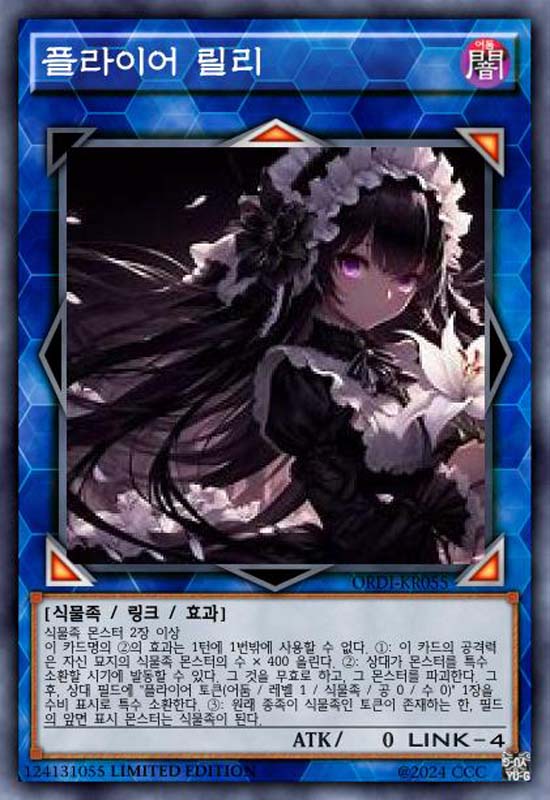 플라이어 릴리
어둠
闇
ORDI-KR055
[식물족 / 링크 / 효과]
식물족 몬스터 2장 이상
이 카드명의 ②의 효과는 1턴에 1번밖에 사용할 수 없다. ①: 이 카드의 공격력
은 자신 묘지의 식물족 몬스터의 수 × 400 올린다. ②: 상대가 몬스터를 특수
소환할 시기에 발동할 수 있다. 그 것을 무효로 하고, 그 몬스터를 파괴한다. 그
후, 상대 필드에 "플라이어 토큰(어둠 / 레벨 1 / 식물족 / 공 0 / 수 0)" 1장을
수비 표시로 특수 소환한다. ③: 원래 종족이 식물족인 토큰이 존재하는 한, 필드
의 앞면 표시 몬스터는 식물족이 된다.
ATK/ 0 LINK-4
124131055 LIMITED EDITION @2024 CCC